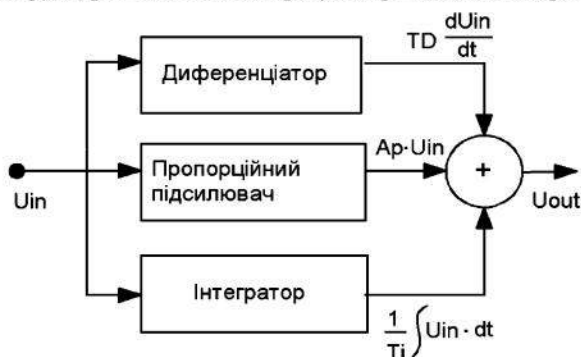 Диференціатор
TD dUin/dt
Uin
Пропорційний
підсилювач
Ap·Uin
+
Uout
Інтегратор
1/Ti ∫Uin · dt